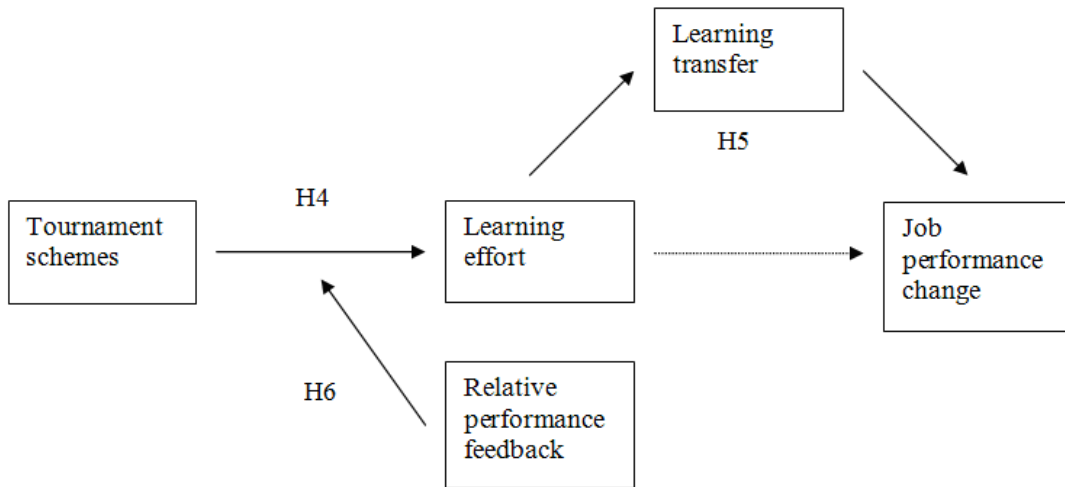 Learning
transfer
H5
H4
Tournament
schemes
Learning
effort
Job
performance
change
H6
Relative
performance
feedback